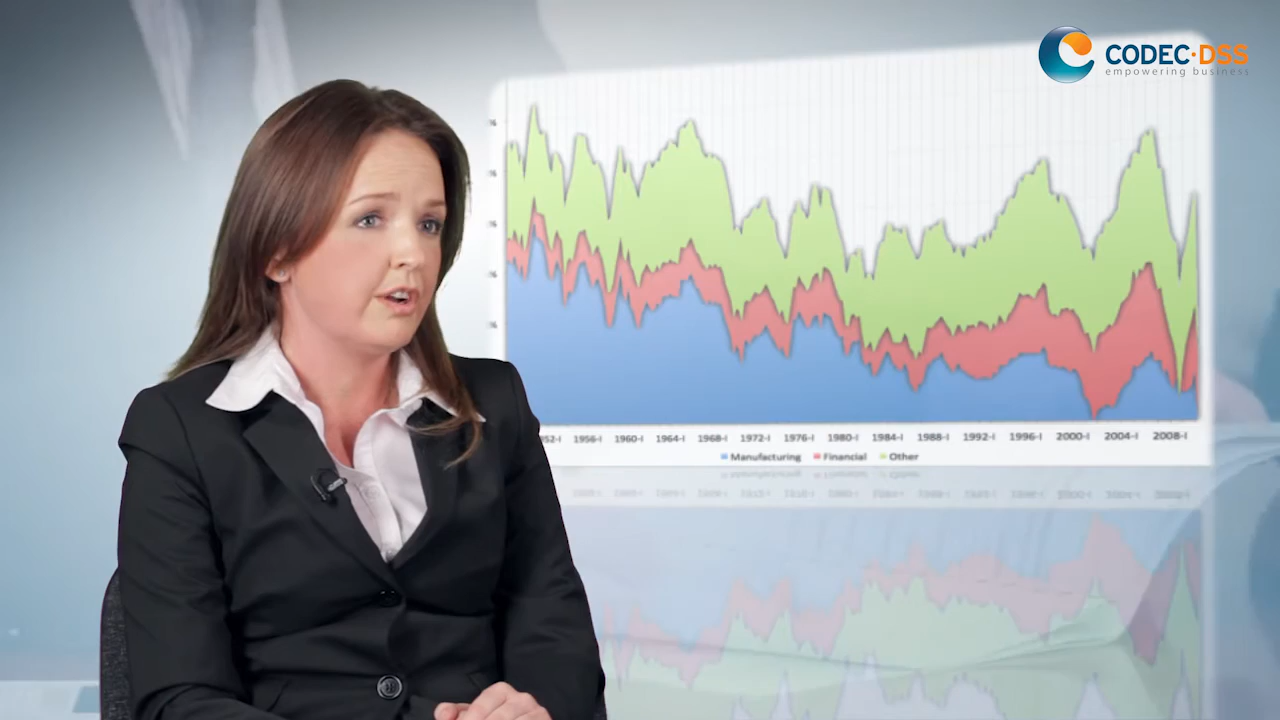 CODEC·DSS
empowering business
%
%
%
%
%
52-I 1956-I 1960-I 1964-I 1968-I 1972-I 1976-I 1980-I 1984-I 1988-I 1992-I 1996-I 2000-I 2004-I 2008-I
Manufacturing Financial Other